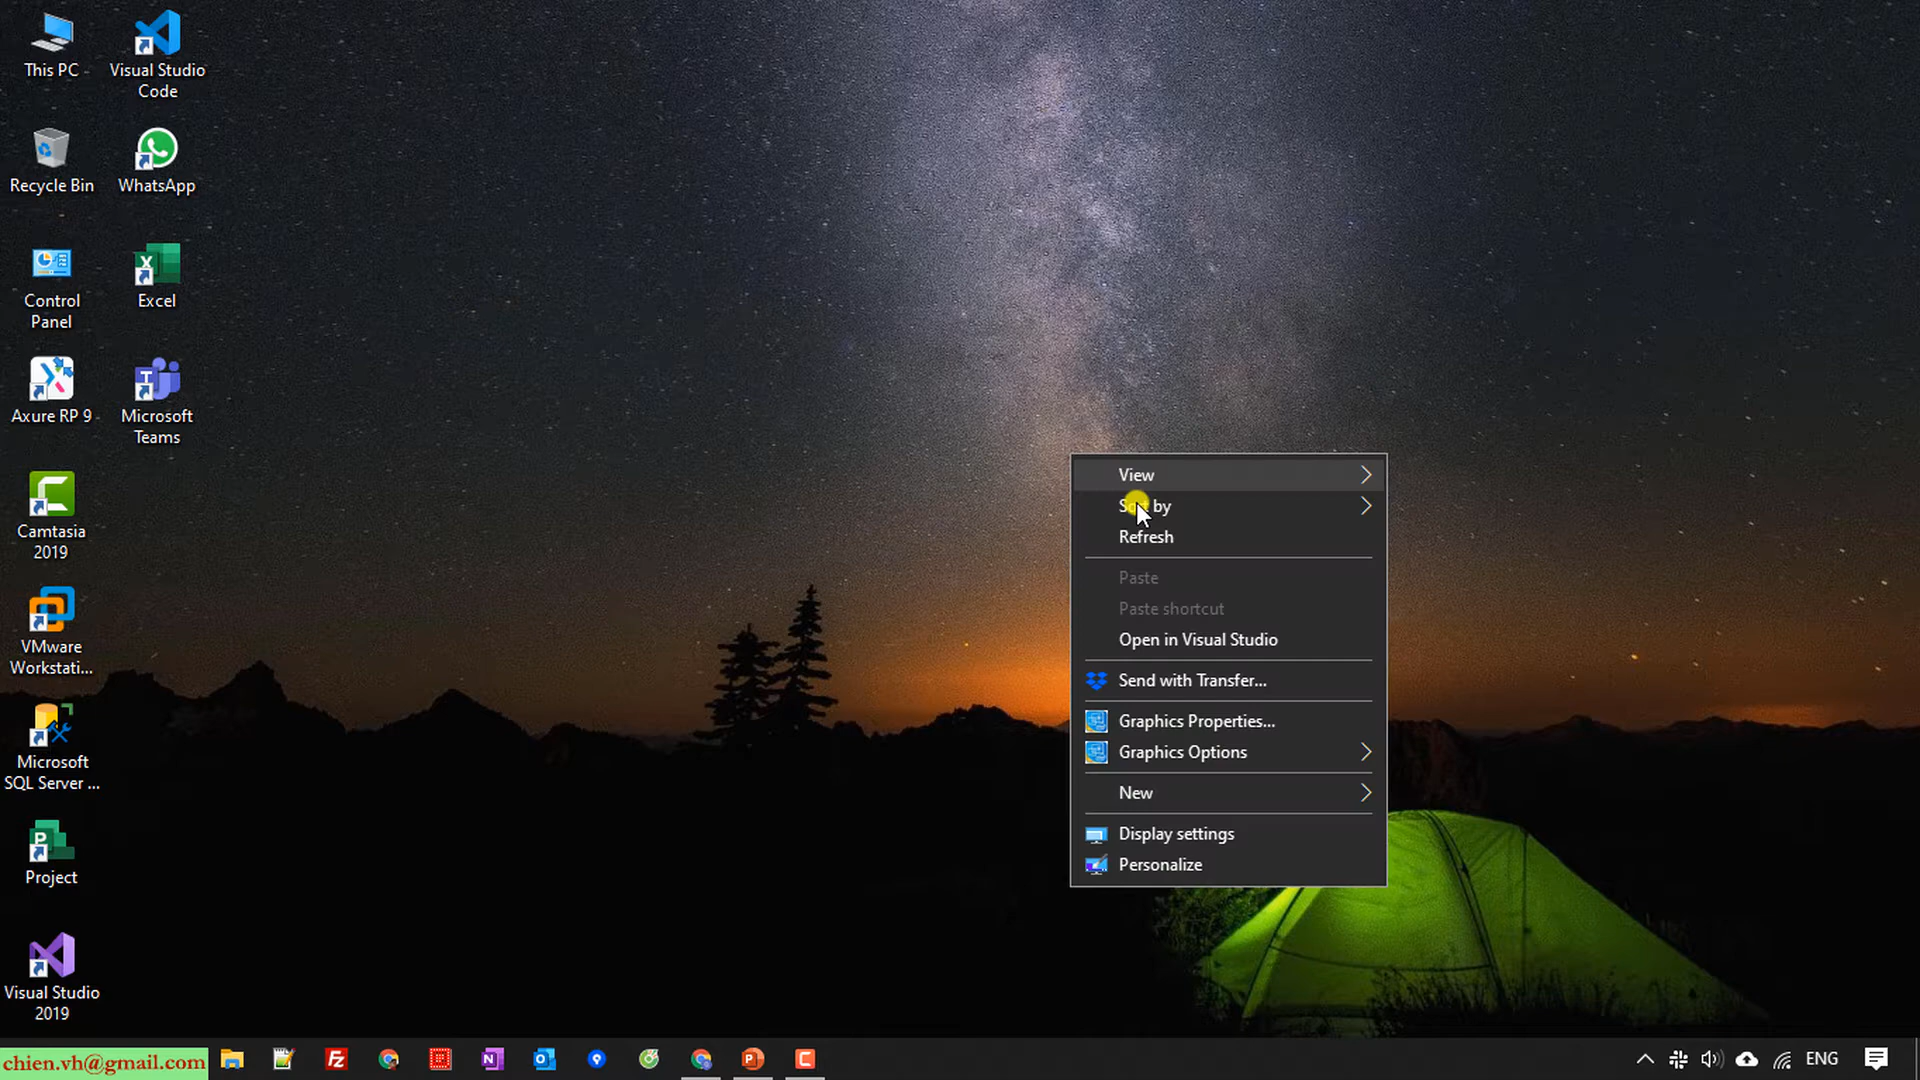 This PC
Visual Studio
Code
Recycle Bin
WhatsApp
Control
Panel
Excel
Axure RP 9
Microsoft
Teams
Camtasia
2019
VMware
Workstati...
Microsoft
SQL Server ...
Project
Visual Studio
2019
View
Sort by
Refresh
Paste
Paste shortcut
Open in Visual Studio
Send with Transfer...
Graphics Properties...
Graphics Options
New
Display settings
Personalize
chien.vh@gmail.com
ENG